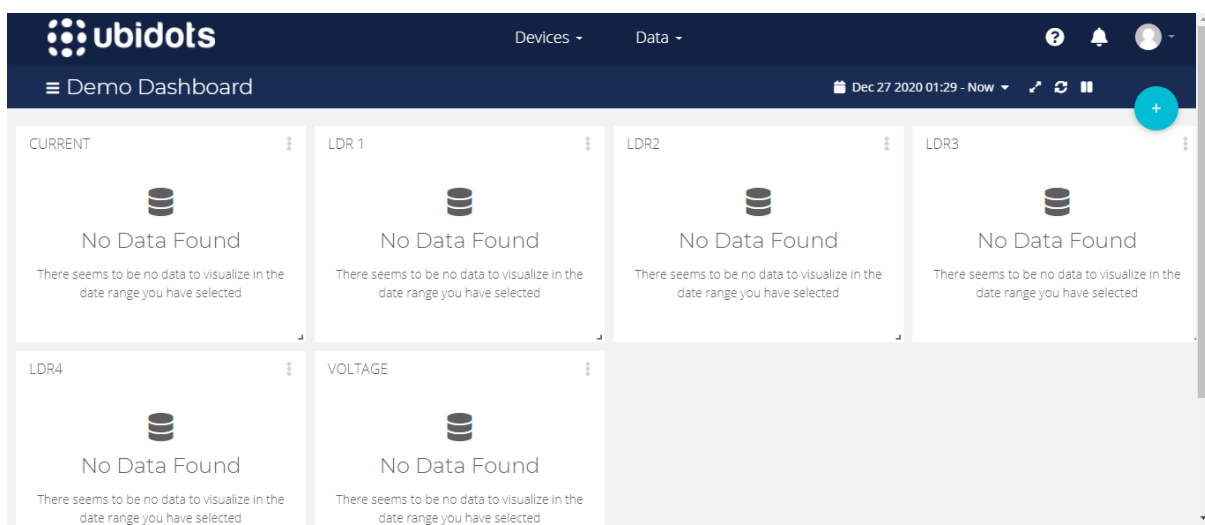 ubidots
Devices
Data
Demo Dashboard
Dec 27 2020 01:29 - Now
+
CURRENT
No Data Found
There seems to be no data to visualize in the
date range you have selected
LDR 1
No Data Found
There seems to be no data to visualize in the
date range you have selected
LDR2
No Data Found
There seems to be no data to visualize in the
date range you have selected
LDR3
No Data Found
There seems to be no data to visualize in the
date range you have selected
LDR4
No Data Found
There seems to be no data to visualize in the
date range you have selected
VOLTAGE
No Data Found
There seems to be no data to visualize in the
date range you have selected